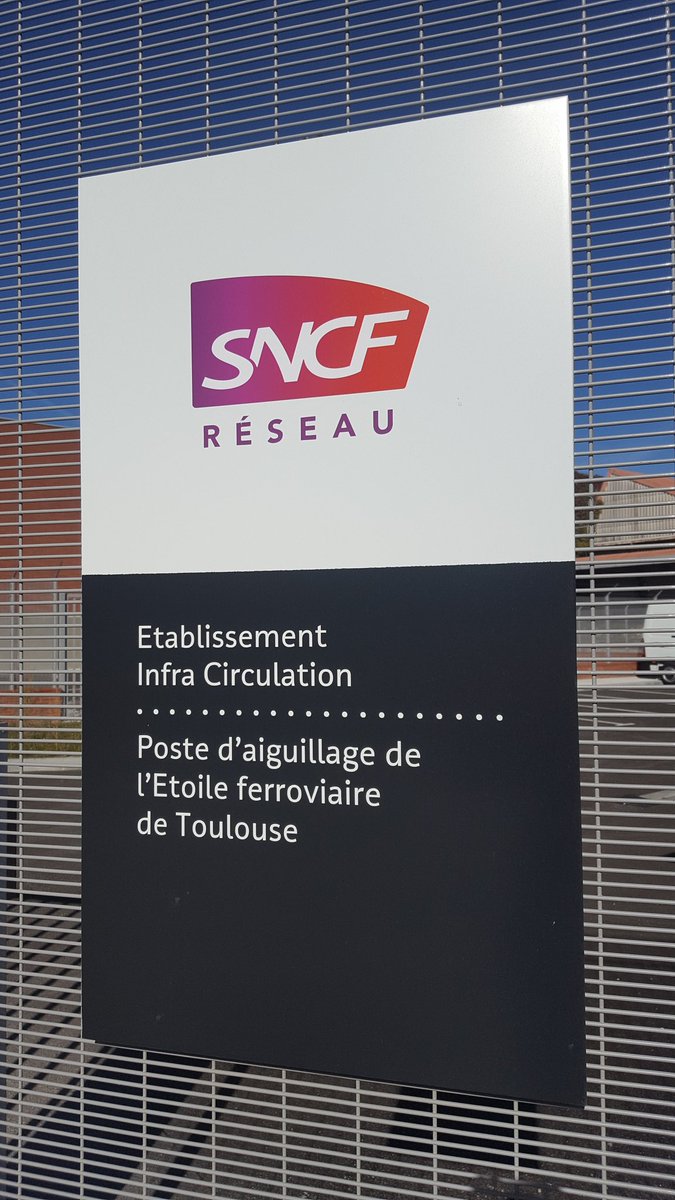 SNCF
RÉSEAU
Etablissement
Infra Circulation
Poste d'aiguillage de
l'Etoile ferroviaire
de Toulouse